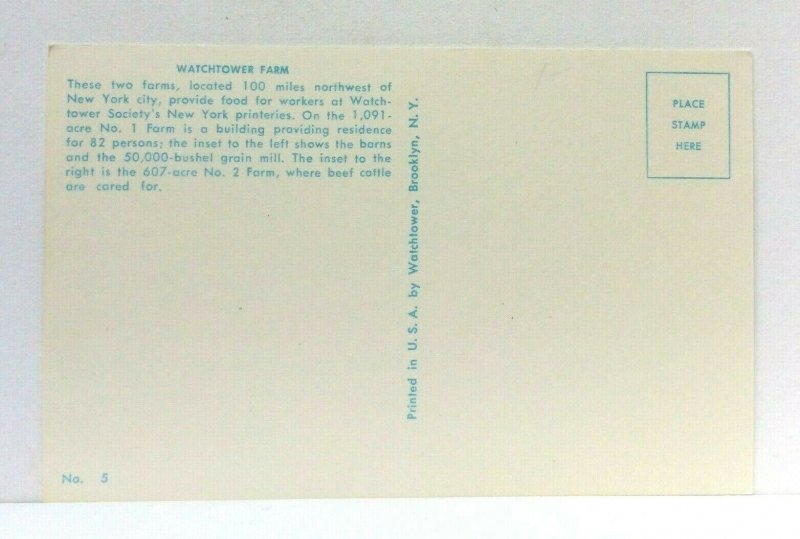 WATCHTOWER FARM
These two farms, located 100 miles northwest of
New York city, provide food for workers at Watch-
tower Society's New York printeries. On the 1,091-
acre No. 1 Farm is a building providing residence
for 82 persons; the inset to the left shows the barns
and the 50,000-bushel grain mill. The inset to the
right is the 607-acre No. 2 Farm, where beef cattle
are cared for.
No. 5
Printed in U. S. A. by Watchtower, Brooklyn, N. Y.
PLACE
STAMP
HERE